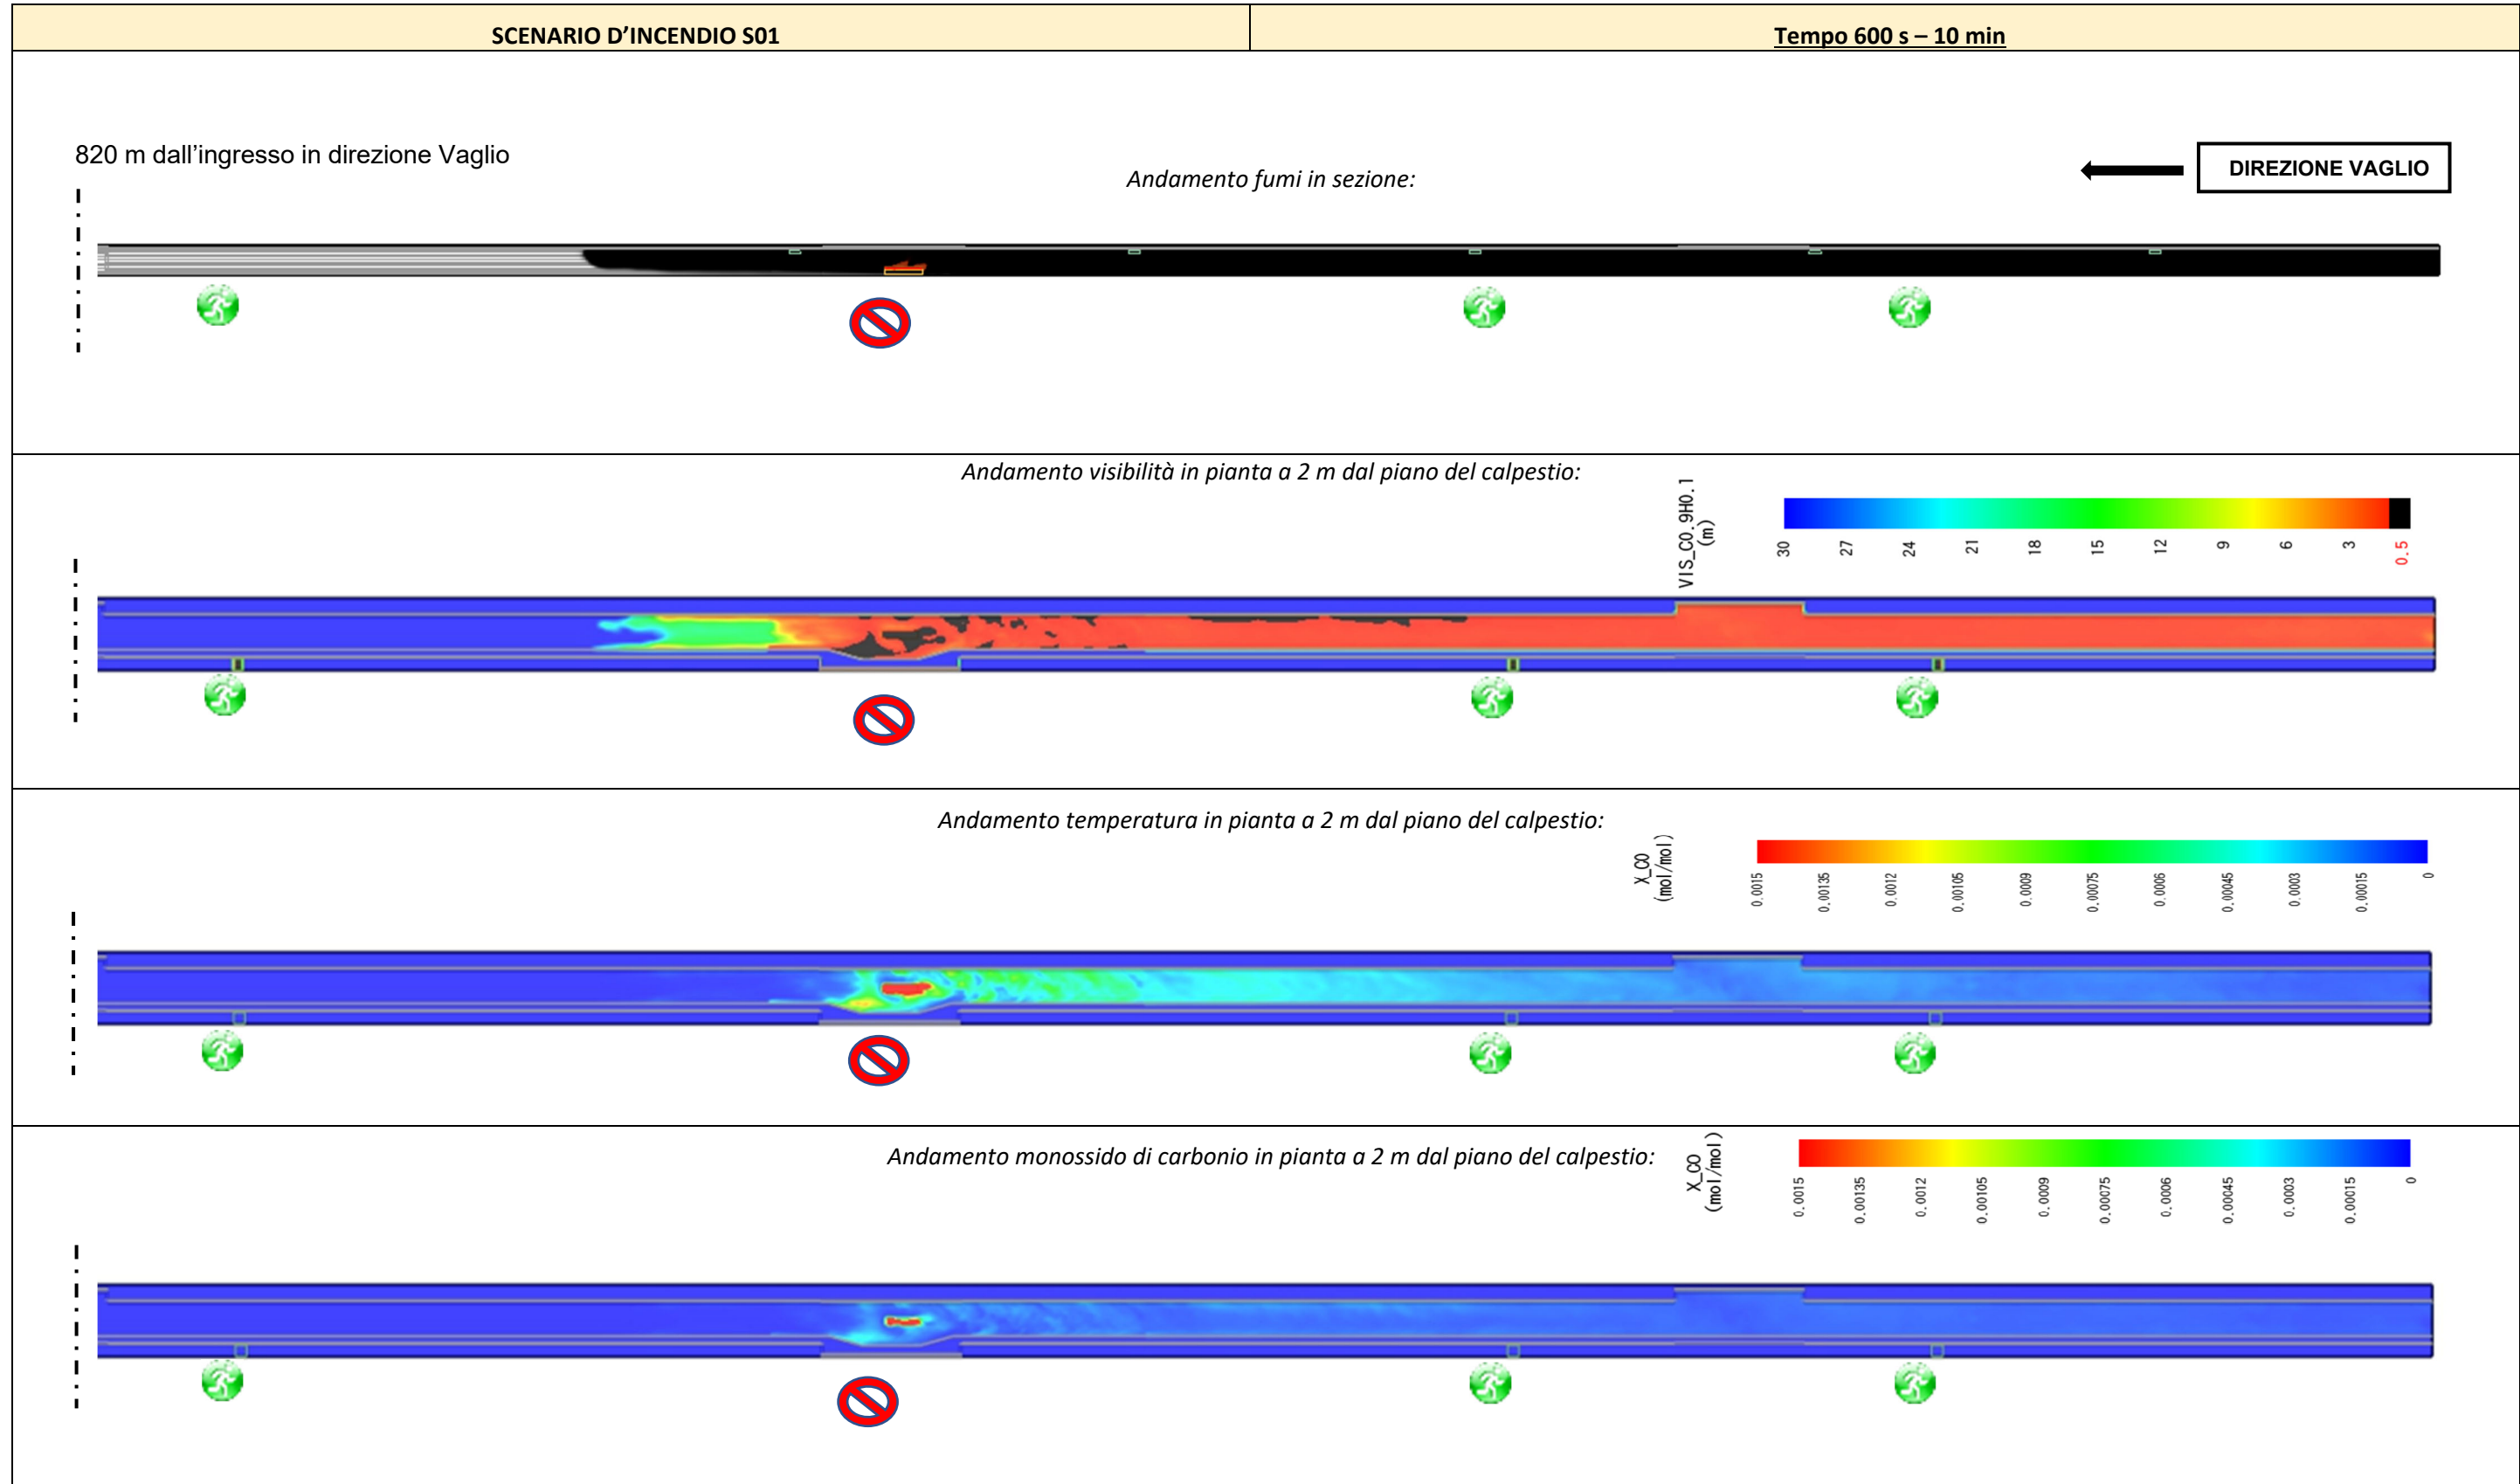 SCENARIO D’INCENDIO S01
Tempo 600 s – 10 min
820 m dall’ingresso in direzione Vaglio
Andamento fumi in sezione:
DIREZIONE VAGLIO
Andamento visibilità in pianta a 2 m dal piano del calpestio:
VIS_C0.9H0.1
(m)
30
27
24
21
18
15
12
9
6
3
0.5
Andamento temperatura in pianta a 2 m dal piano del calpestio:
X_CO
(mol/mol)
0.0015
0.00135
0.0012
0.00105
0.0009
0.00075
0.0006
0.00045
0.0003
0.00015
0
Andamento monossido di carbonio in pianta a 2 m dal piano del calpestio:
X_CO
(mol/mol)
0.0015
0.00135
0.0012
0.00105
0.0009
0.00075
0.0006
0.00045
0.0003
0.00015
0